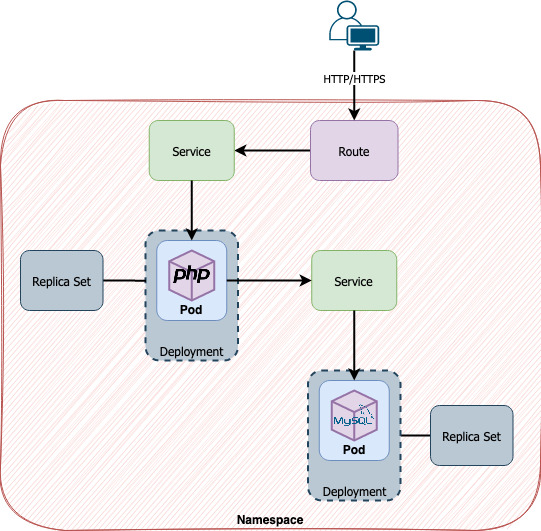 HTTP/HTTPS
Service
Route
Replica Set
php
Pod
Deployment
Service
MySQL
Pod
Deployment
Replica Set
Namespace